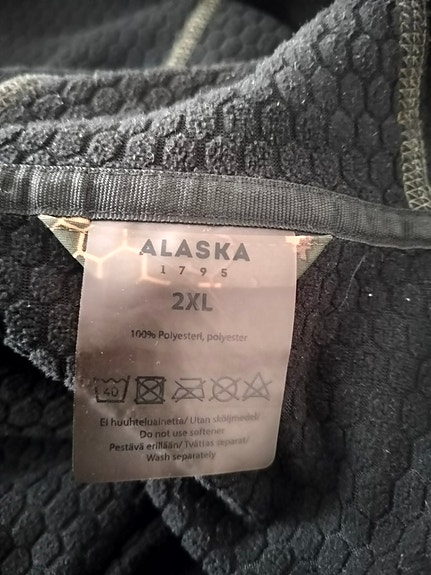 ALASKA
1795
2XL
100% Polyesteri, polyester
40
Ei huuhteluainetta/ Utan sköljmedel/
Do not use softener
Pestävä erillään/ Tvättas separat/
Wash separately